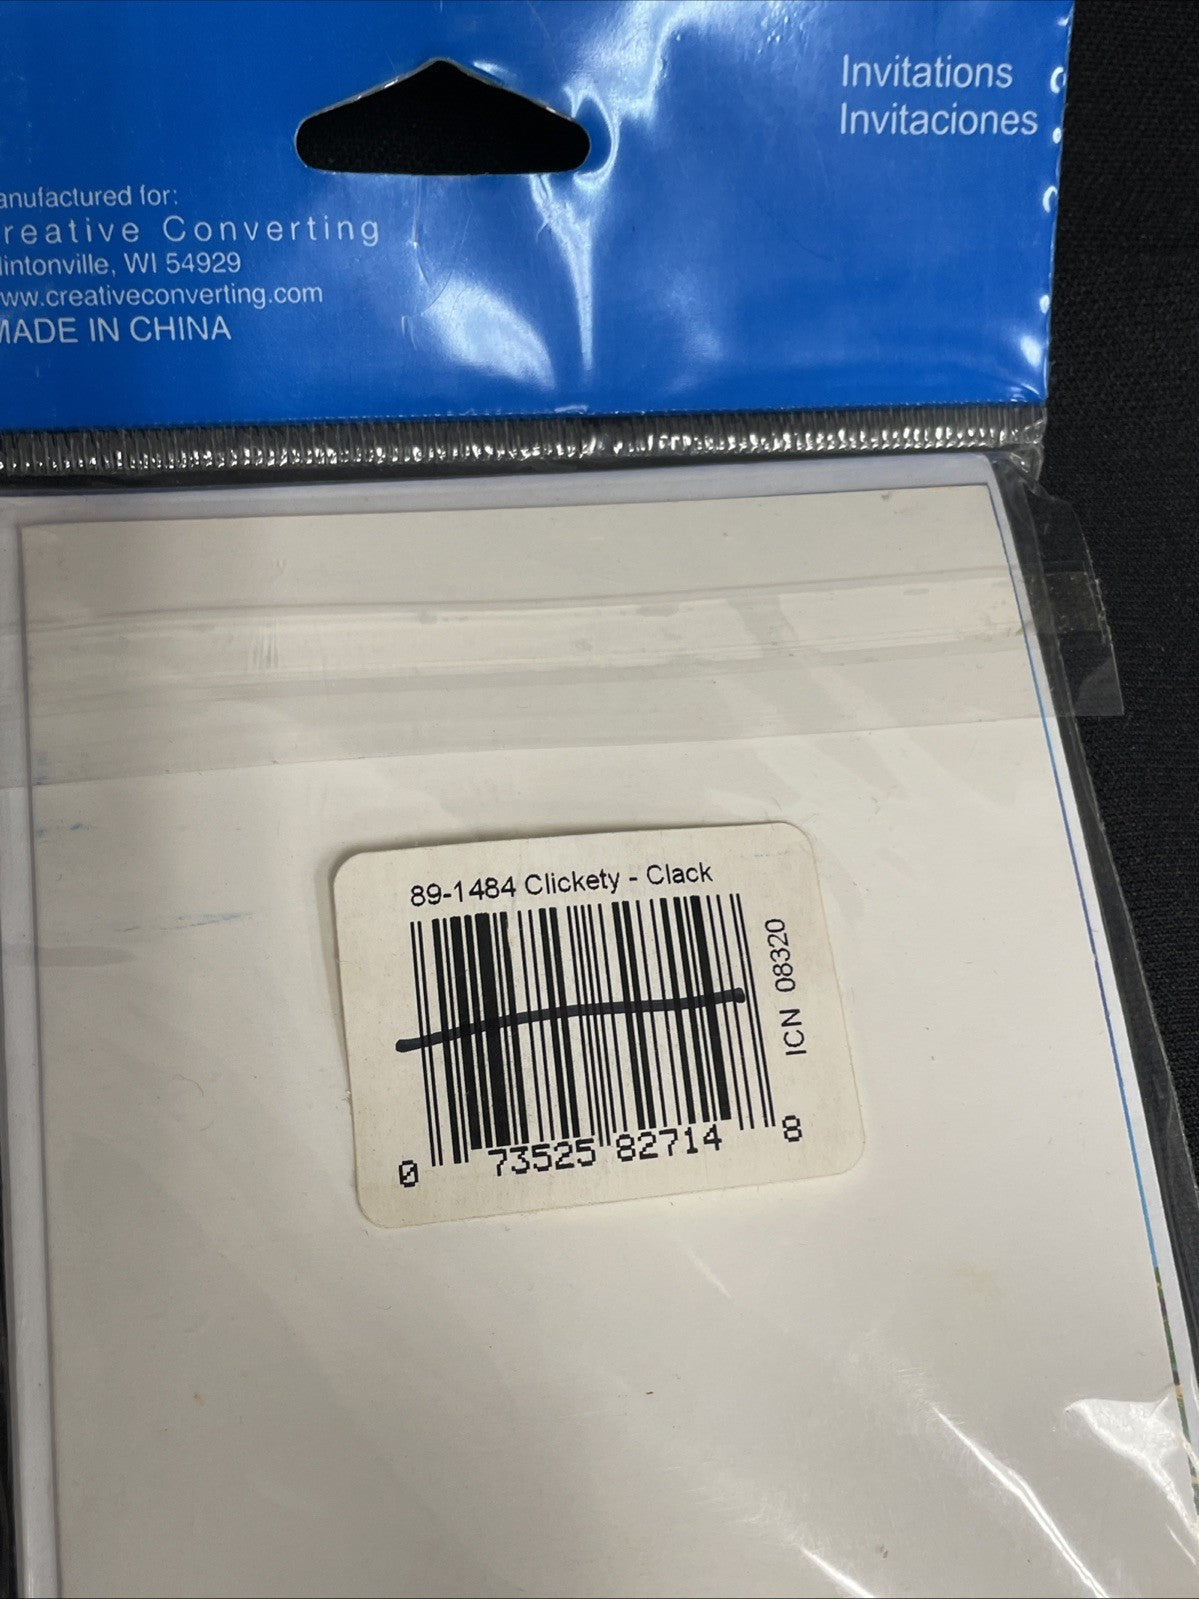 Invitations
Invitaciones
anufactured for:
reative Converting
lintonville, WI 54929
ww.creativeconverting.com
MADE IN CHINA
89-1484 Clickety - Clack
ICN 08320
0 73525 82714 8